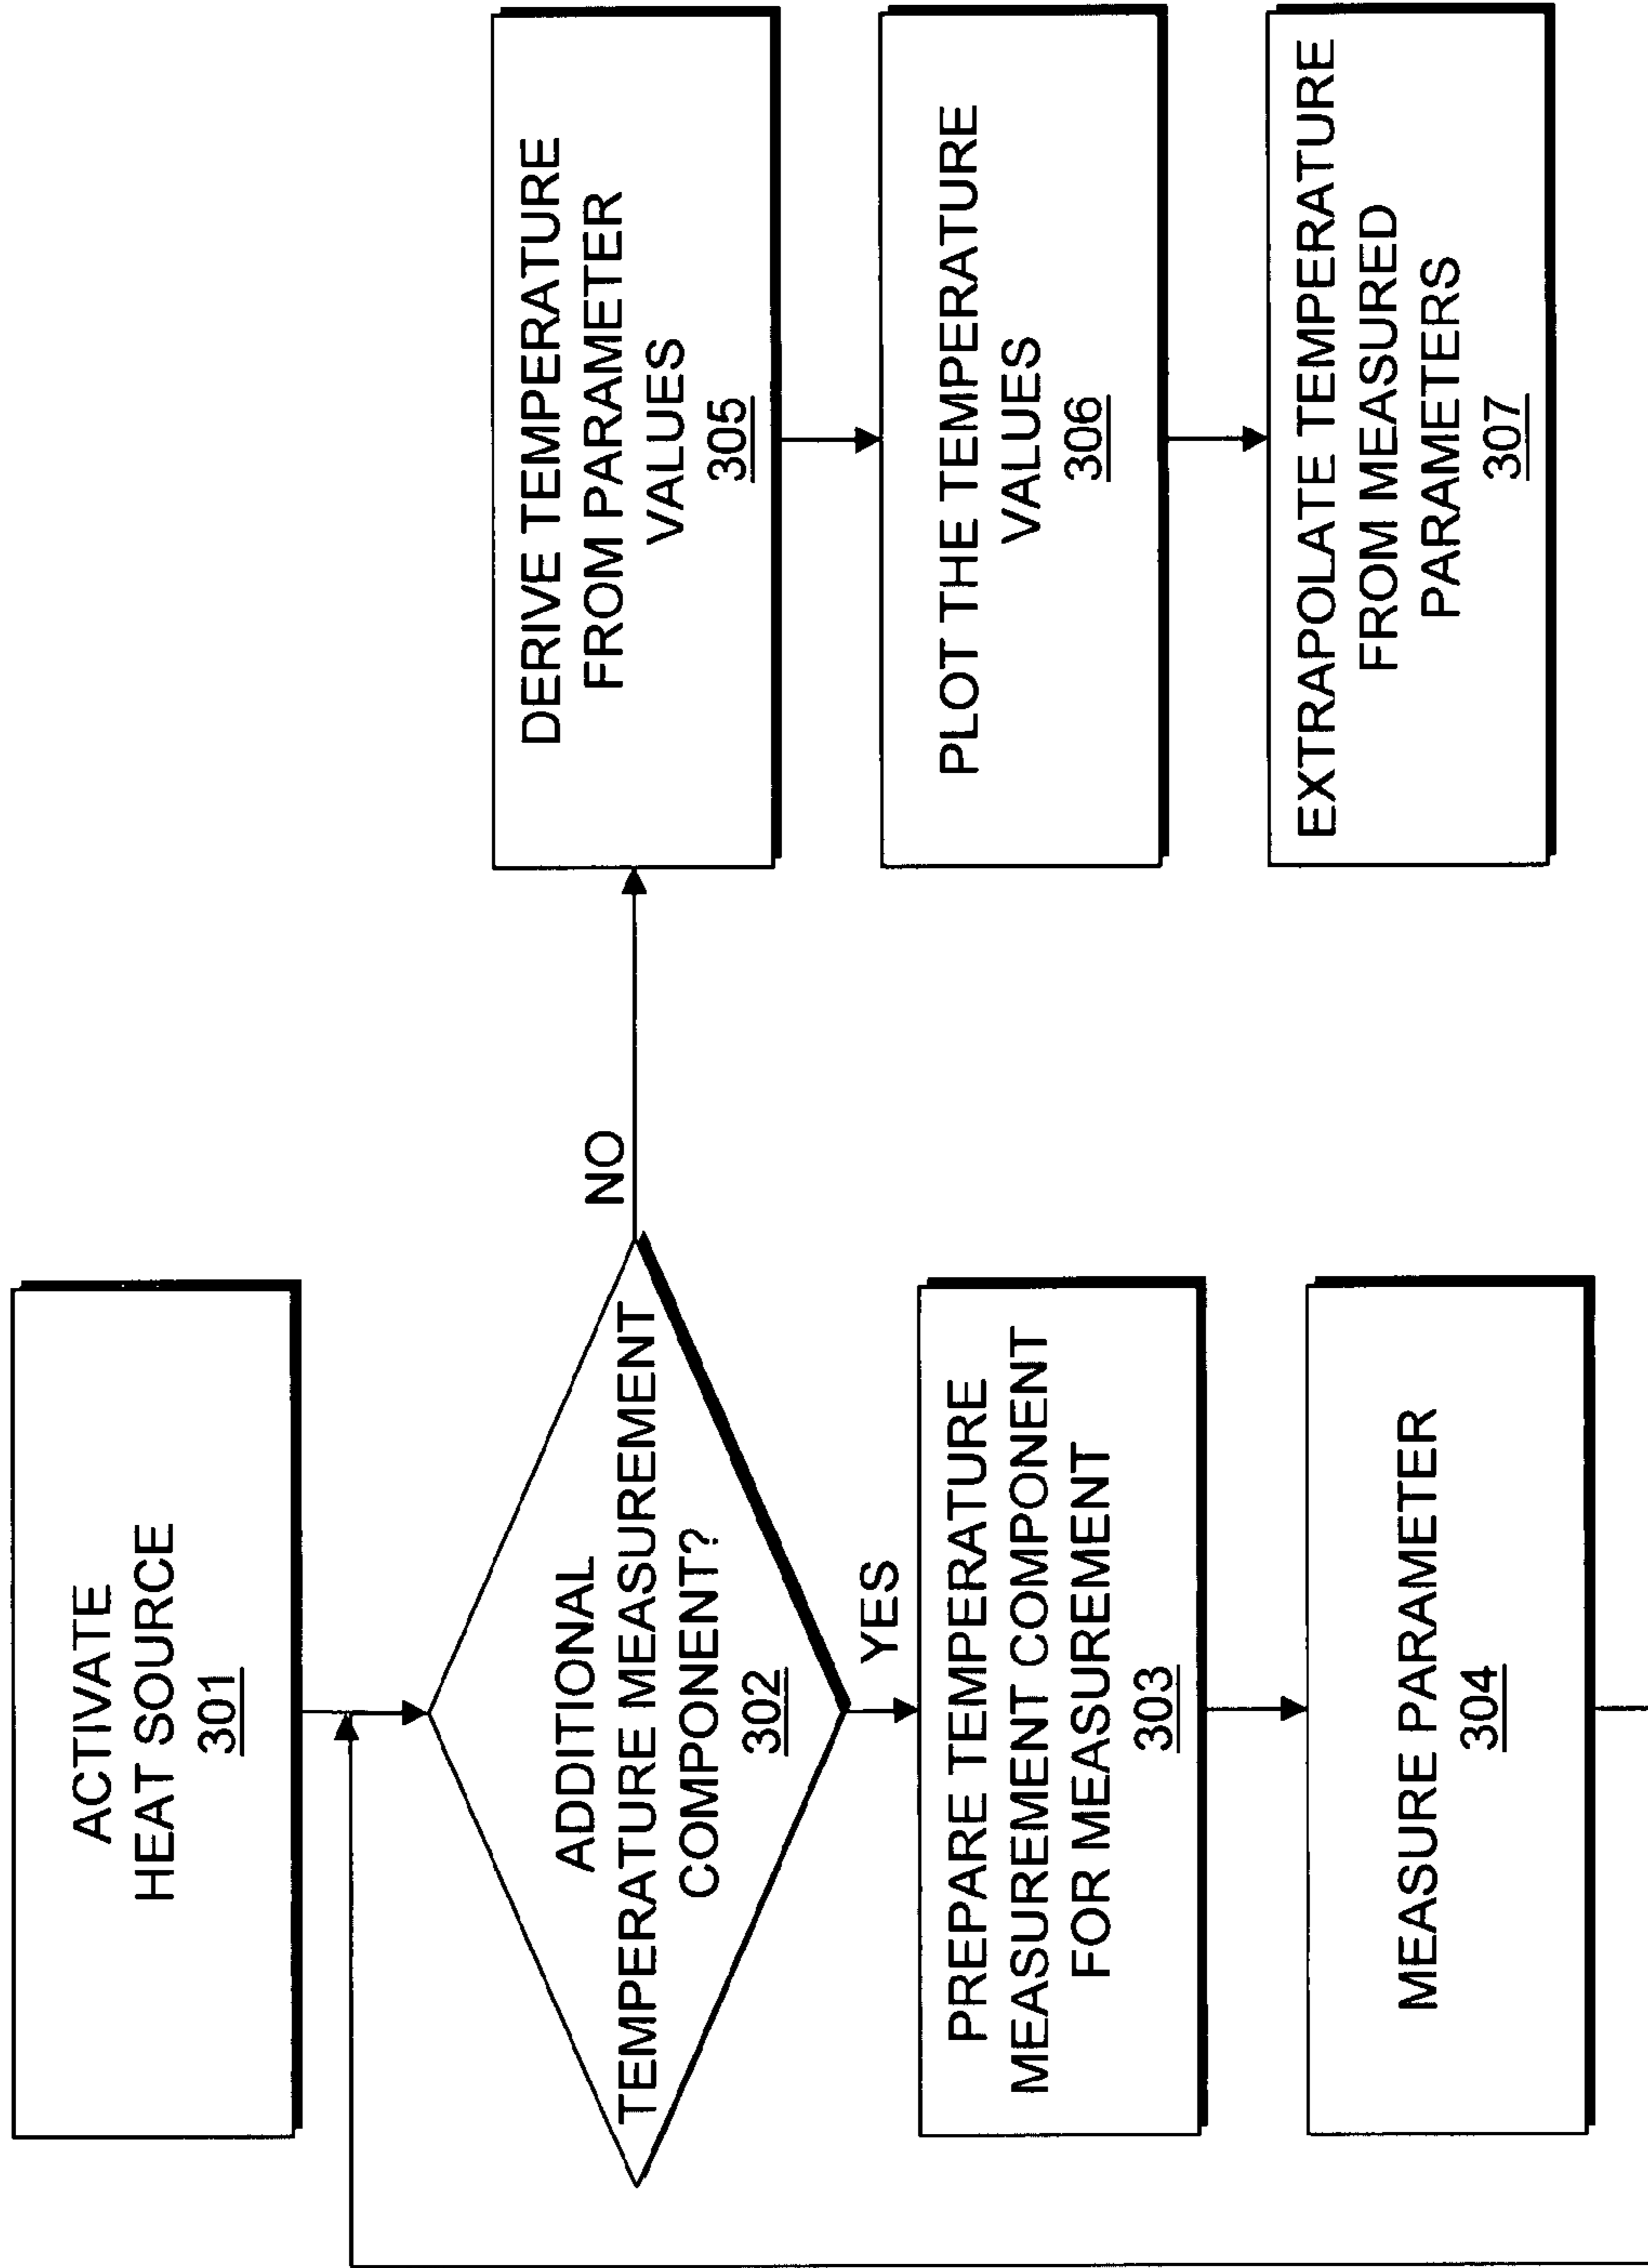 ACTIVATE
HEAT SOURCE
301
ADDITIONAL
TEMPERATURE MEASUREMENT
COMPONENT?
302
NO
YES
PREPARE TEMPERATURE
MEASUREMENT COMPONENT
FOR MEASUREMENT
303
MEASURE PARAMETER
304
DERIVE TEMPERATURE
FROM PARAMETER
VALUES
305
PLOT THE TEMPERATURE
VALUES
306
EXTRAPOLATE TEMPERATURE
FROM MEASURED
PARAMETERS
307